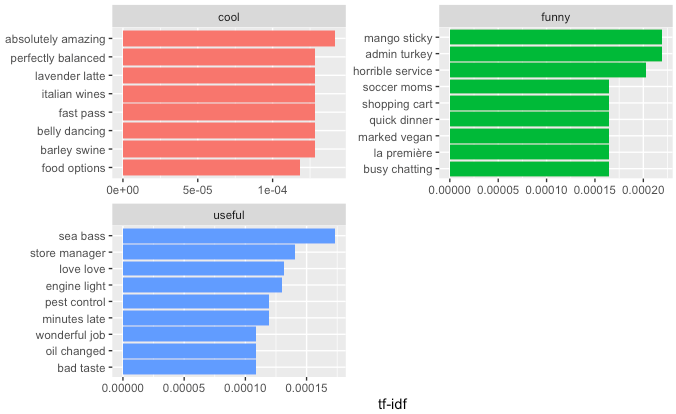 cool
absolutely amazing
perfectly balanced
lavender latte
italian wines
fast pass
belly dancing
barley swine
food options
0e+00 5e-05 1e-04
funny
mango sticky
admin turkey
horrible service
soccer moms
shopping cart
quick dinner
marked vegan
la première
busy chatting
0.00000 0.00005 0.00010 0.00015 0.00020
useful
sea bass
store manager
love love
engine light
pest control
minutes late
wonderful job
oil changed
bad taste
0.00000 0.00005 0.00010 0.00015
tf-idf